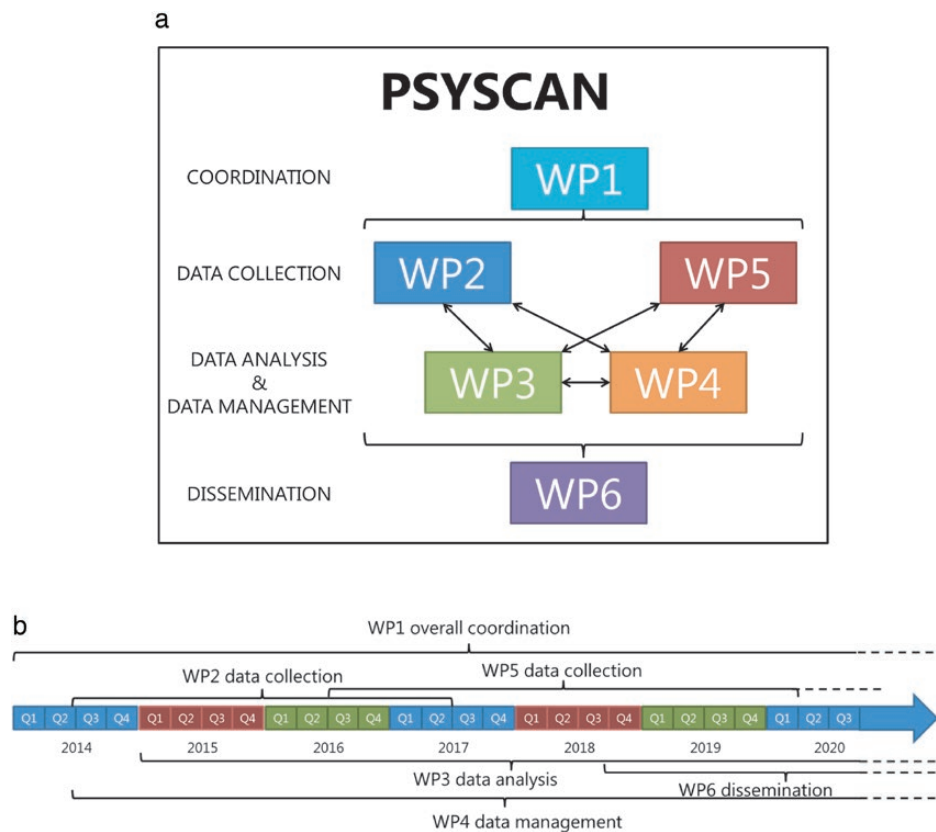 a
PSYSCAN
COORDINATION
WP1
DATA COLLECTION
WP2
WP5
DATA ANALYSIS
&
DATA MANAGEMENT
WP3
WP4
DISSEMINATION
WP6
b
WP1 overall coordination
WP2 data collection
WP5 data collection
Q1 Q2 Q3 Q4 Q1 Q2 Q3 Q4 Q1 Q2 Q3 Q4 Q1 Q2 Q3 Q4 Q1 Q2 Q3 Q4 Q1 Q2 Q3 Q4 Q1 Q2 Q3
2014 2015 2016 2017 2018 2019 2020
WP3 data analysis
WP6 dissemination
WP4 data management